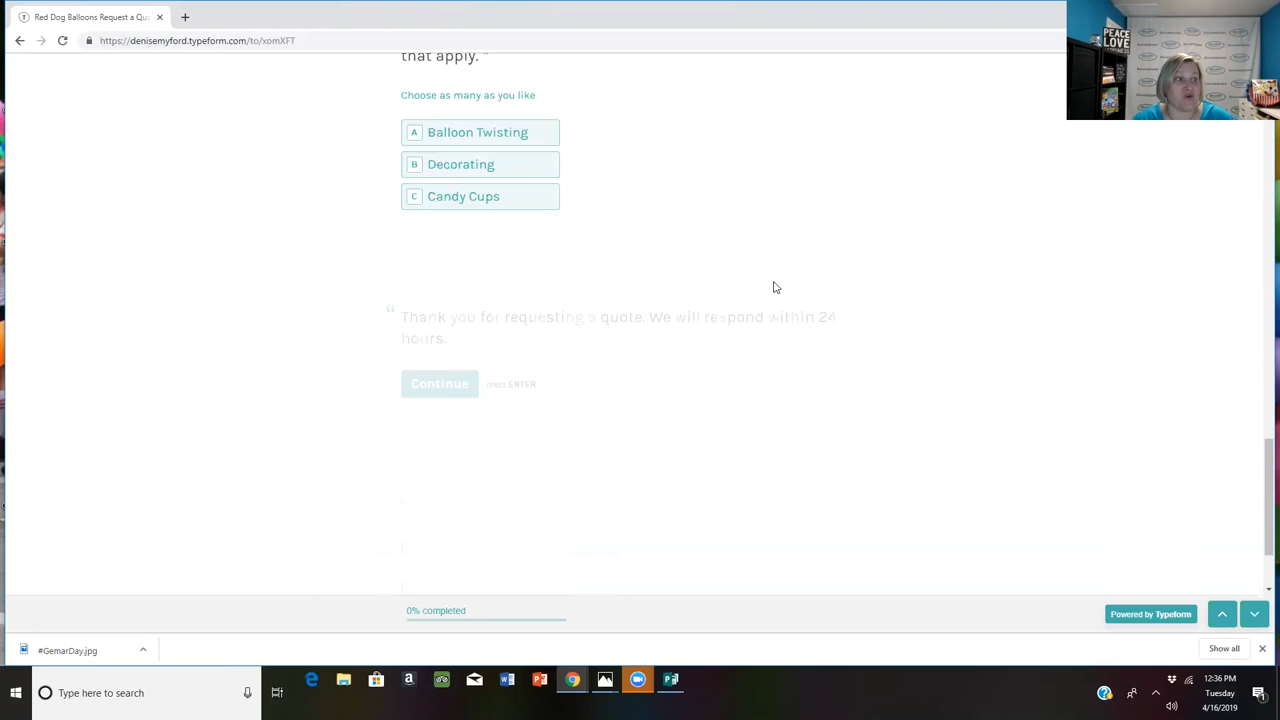 Red Dog Balloons Request a Quo
https://denisemyford.typeform.com/to/xomXFT
PEACE
LOVE
that apply. "
Choose as many as you like
A Balloon Twisting
B Decorating
C Candy Cups
“ Thank you for requesting a quote. We will respond within 24
hours.
Continue press ENTER
0% completed
Powered by Typeform
#GemarDay.jpg
Show all
Type here to search
12:36 PM
Tuesday
4/16/2019